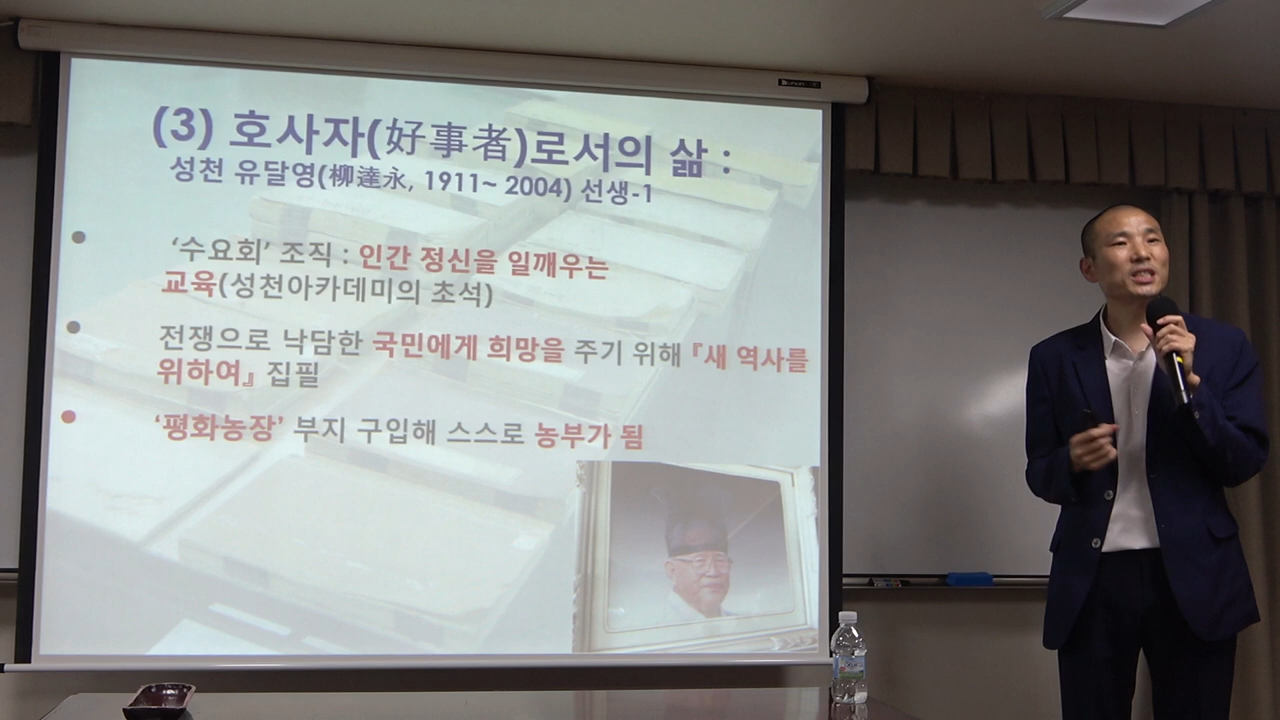 (3) 호사자(好事者)로서의 삶 :
성천 유달영(柳達永, 1911~ 2004) 선생-1
● ‘수요회’ 조직 : 인간 정신을 일깨우는
교육(성천아카데미의 초석)
● 전쟁으로 낙담한 국민에게 희망을 주기 위해 『새 역사를
위하여』 집필
● ‘평화농장’ 부지 구입해 스스로 농부가 됨